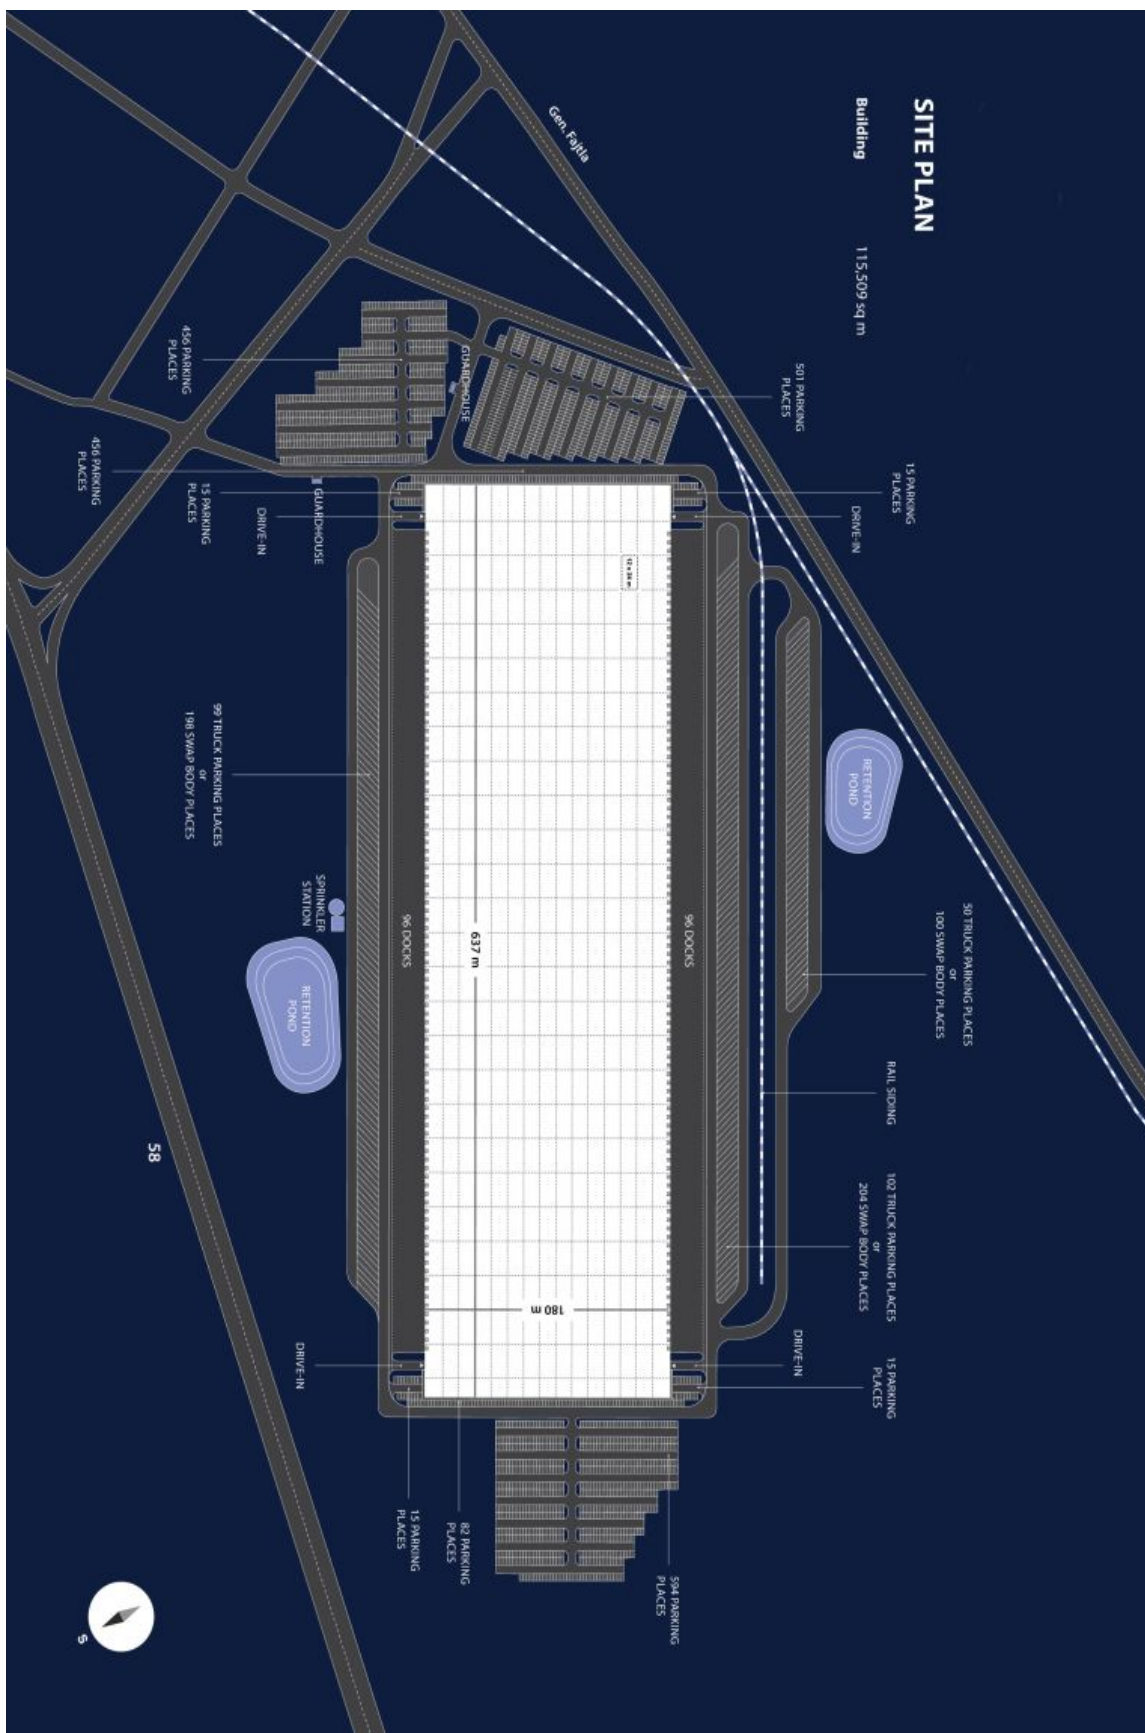 SITE PLAN
Building 115,509 sq m
Gen. Fajtla
501 PARKING
PLACES
15 PARKING
PLACES
DRIVE-IN
50 TRUCK PARKING PLACES
or
100 SWAP BODY PLACES
RAIL SIDING
102 TRUCK PARKING PLACES
or
204 SWAP BODY PLACES
15 PARKING
PLACES
DRIVE-IN
RETENTION
POND
96 DOCKS
12 x 24 m
180 m
637 m
96 DOCKS
594 PARKING
PLACES
82 PARKING
PLACES
15 PARKING
PLACES
DRIVE-IN
GUARDHOUSE
456 PARKING
PLACES
456 PARKING
PLACES
15 PARKING
PLACES
DRIVE-IN
GUARDHOUSE
99 TRUCK PARKING PLACES
or
198 SWAP BODY PLACES
SPRINKLER
STATION
RETENTION
POND
58
S